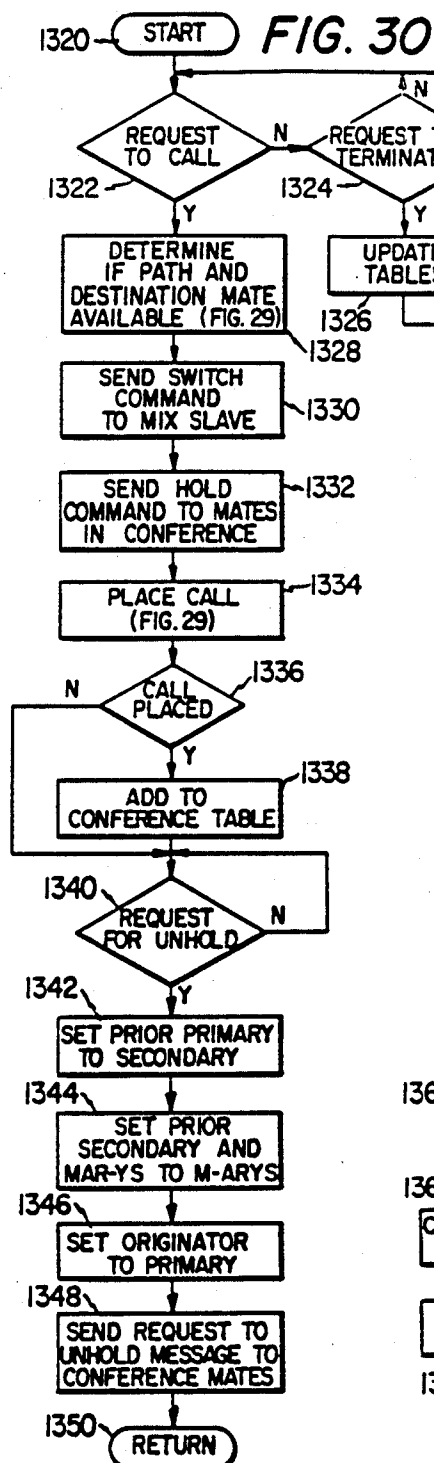 FIG. 30
1320 START
REQUEST
TO CALL
N
1322
Y
N
REQUEST
1324
Y
1326
DETERMINE
IF PATH AND
DESTINATION MATE
AVAILABLE (FIG. 29)
1328
SEND SWITCH
COMMAND
TO MIX SLAVE
1330
SEND HOLD
COMMAND TO MATES
IN CONFERENCE
1332
PLACE CALL
(FIG. 29)
1334
CALL
PLACED
1336
N
Y
ADD TO
CONFERENCE TABLE
1338
1340
REQUEST
FOR UNHOLD
N
Y
1342
SET PRIOR PRIMARY
TO SECONDARY
1344
SET PRIOR
SECONDARY AND
MAR-YS TO M-ARYS
1346
SET ORIGINATOR
TO PRIMARY
1348
SEND REQUEST TO
UNHOLD MESSAGE TO
CONFERENCE MATES
1350
RETURN